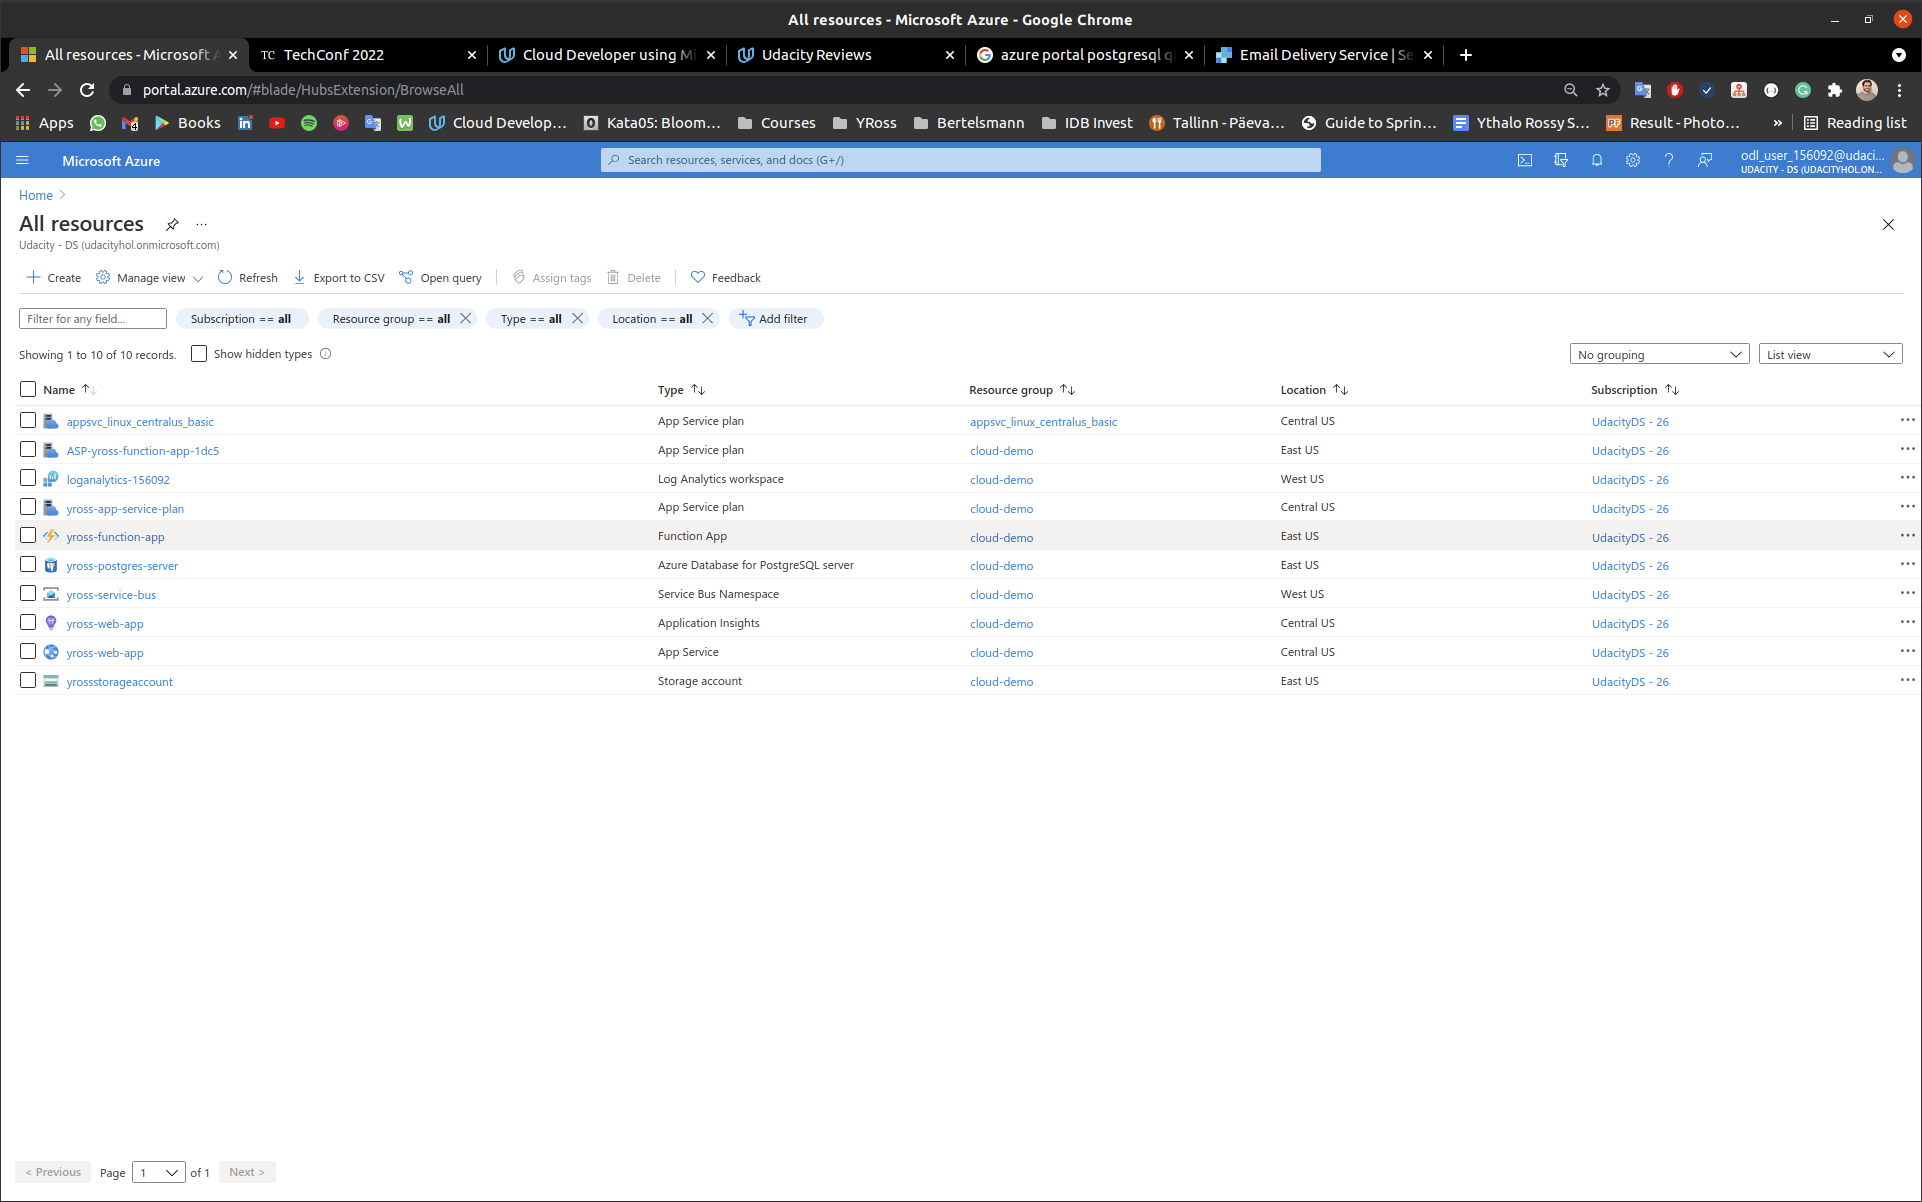 All resources - Microsoft Azure - Google Chrome
All resources - Microsoft A
TC TechConf 2022
Cloud Developer using Mi
Udacity Reviews
azure portal postgresql q
Email Delivery Service | Se
portal.azure.com/#blade/HubsExtension/BrowseAll
Apps Books Cloud Develop... Kata05: Bloom... Courses YRoss Bertelsmann IDB Invest Tallinn - Päeva... Guide to Sprin... Ythalo Rossy S... Result - Photo... » Reading list
Microsoft Azure
Search resources, services, and docs (G+/)
odl_user_156092@udaci...
UDACITY - DS (UDACITYHOL.ON...
Home >
All resources ...
Udacity - DS (udacityhol.onmicrosoft.com)
Create Manage view Refresh Export to CSV Open query Assign tags Delete Feedback
Filter for any field... Subscription == all Resource group == all Type == all Location == all Add filter
Showing 1 to 10 of 10 records. Show hidden types No grouping List view
Name Type Resource group Location Subscription
appsvc_linux_centralus_basic App Service plan appsvc_linux_centralus_basic Central US UdacityDS - 26
ASP-yross-function-app-1dc5 App Service plan cloud-demo East US UdacityDS - 26
loganalytics-156092 Log Analytics workspace cloud-demo West US UdacityDS - 26
yross-app-service-plan App Service plan cloud-demo Central US UdacityDS - 26
yross-function-app Function App cloud-demo East US UdacityDS - 26
yross-postgres-server Azure Database for PostgreSQL server cloud-demo East US UdacityDS - 26
yross-service-bus Service Bus Namespace cloud-demo West US UdacityDS - 26
yross-web-app Application Insights cloud-demo Central US UdacityDS - 26
yross-web-app App Service cloud-demo Central US UdacityDS - 26
yrossstorageaccount Storage account cloud-demo East US UdacityDS - 26
< Previous Page 1 of 1 Next >